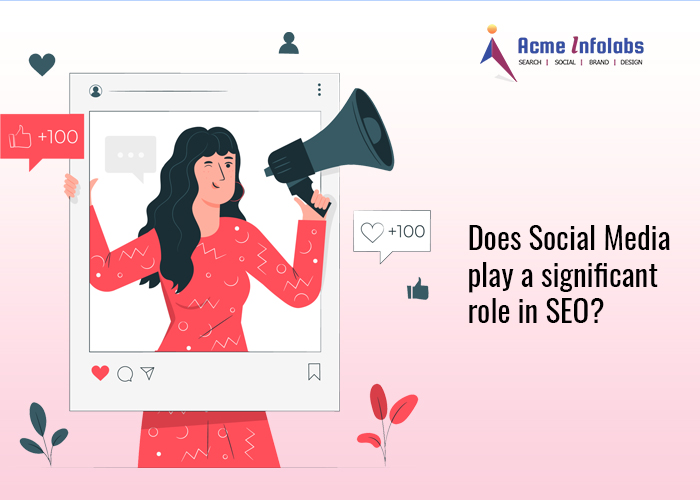 Acme Infolabs
SEARCH | SOCIAL | BRAND | DESIGN
+100
+100
Does Social Media
play a significant
role in SEO?